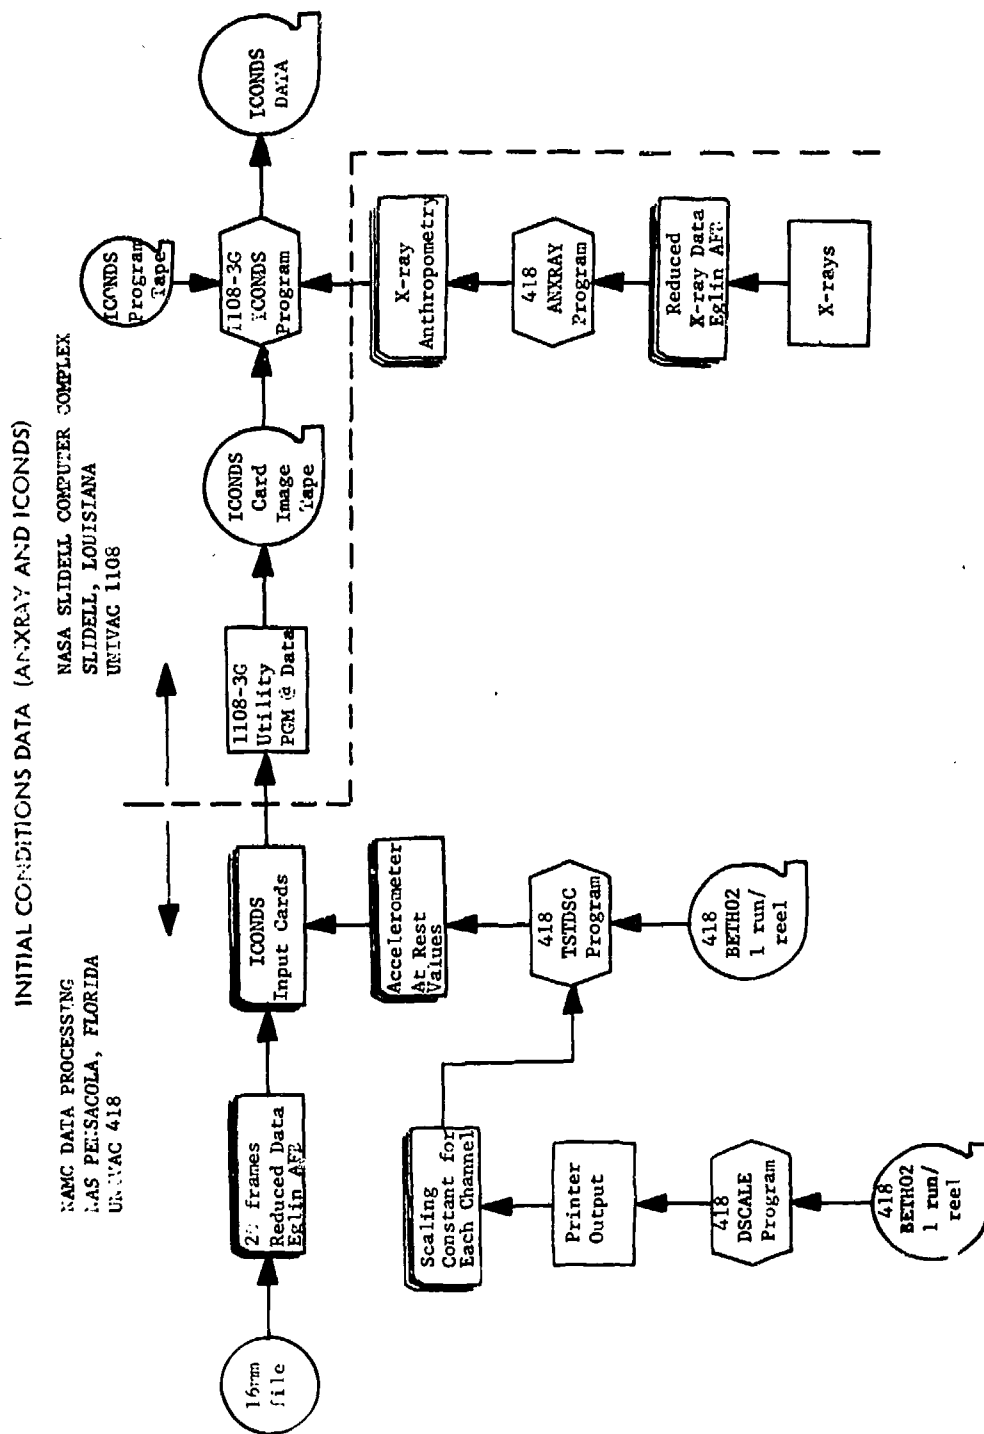 INITIAL CONDITIONS DATA (ANXRAY AND ICONDS)
NAMC DATA PROCESSING
NAS PENSACOLA, FLORIDA
UNIVAC 418
NASA SLIDELL COMPUTER COMPLEX
SLIDELL, LOUISIANA
UNIVAC 1108
16mm
file
frames
Reduced Data
Eglin AFB
ICONDS
Input Cards
1108-3G
Utility
PGM @ Data
ICONDS
Card
Image
Tape
ICONDS
Program
Tape
1108-3G
ICONDS
Program
ICONDS
DATA
Accelerometer
At Rest
Values
418
TSTDSC
Program
418
BETH02
1 run/
reel
Scaling
Constant for
Each Channel
Printer
Output
418
DSCALE
Program
418
BETH02
1 run/
reel
X-ray
Anthropometry
418
ANXRAY
Program
Reduced
X-ray Data
Eglin AFB
X-rays